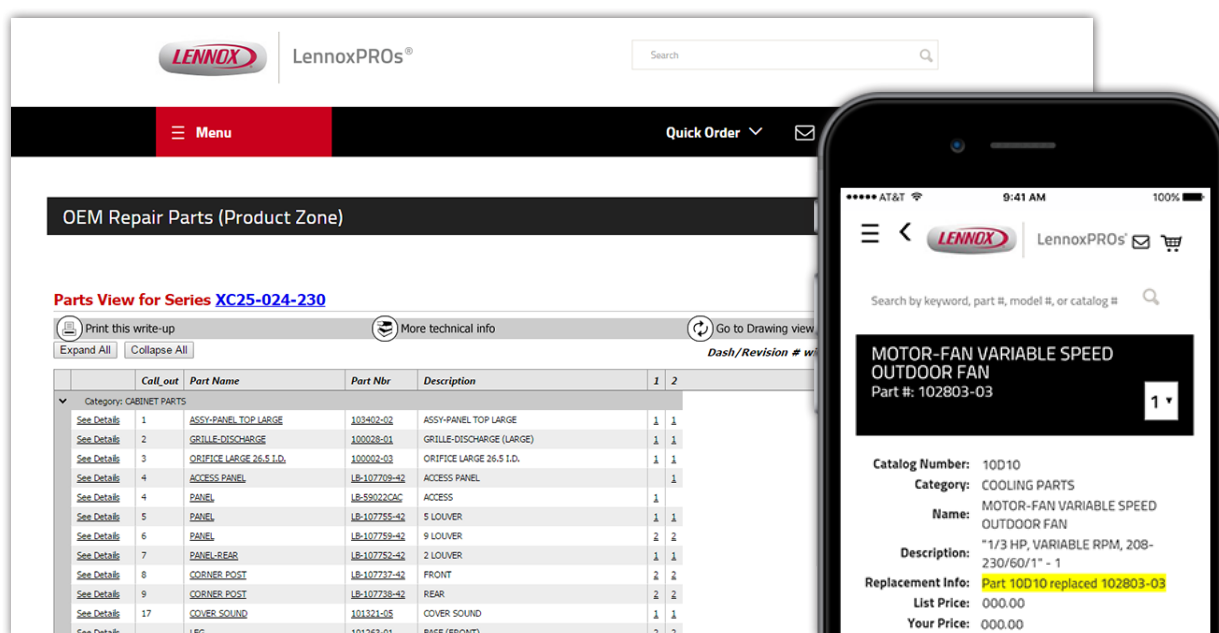 LENNOX
LennoxPROs®
Search
Menu
Quick Order
OEM Repair Parts (Product Zone)
Parts View for Series XC25-024-230
Print this write-up
More technical info
Go to Drawing view
Expand All
Collapse All
Dash/Revision #
Call_out Part Name Part Nbr Description 1 2
Category: CABINET PARTS
See Details 1 ASSY-PANEL TOP LARGE 103402-02 ASSY-PANEL TOP LARGE 1 1
See Details 2 GRILLE-DISCHARGE 100028-01 GRILLE-DISCHARGE (LARGE) 1 1
See Details 3 ORIFICE LARGE 26.5 I.D. 100002-03 ORIFICE LARGE 26.5 I.D. 1 1
See Details 4 ACCESS PANEL LB-107709-42 ACCESS PANEL 1
See Details 4 PANEL LB-59022CAC ACCESS 1
See Details 5 PANEL LB-107755-42 5 LOUVER 1 1
See Details 6 PANEL LB-107759-42 9 LOUVER 2 2
See Details 7 PANEL-REAR LB-107752-42 2 LOUVER 1 1
See Details 8 CORNER POST LB-107737-42 FRONT 2 2
See Details 9 CORNER POST LB-107738-42 REAR 2 2
See Details 17 COVER SOUND 101321-05 COVER SOUND 1 1
See Details LEG 101263-01 BASE (FRONT) 2 2
AT&T 9:41 AM 100%
LENNOX LennoxPROs
Search by keyword, part #, model #, or catalog #
MOTOR-FAN VARIABLE SPEED
OUTDOOR FAN
Part #: 102803-03
1
Catalog Number: 10D10
Category: COOLING PARTS
Name: MOTOR-FAN VARIABLE SPEED
OUTDOOR FAN
Description: "1/3 HP, VARIABLE RPM, 208-
230/60/1" - 1
Replacement Info: Part 10D10 replaced 102803-03
List Price: 000.00
Your Price: 000.00